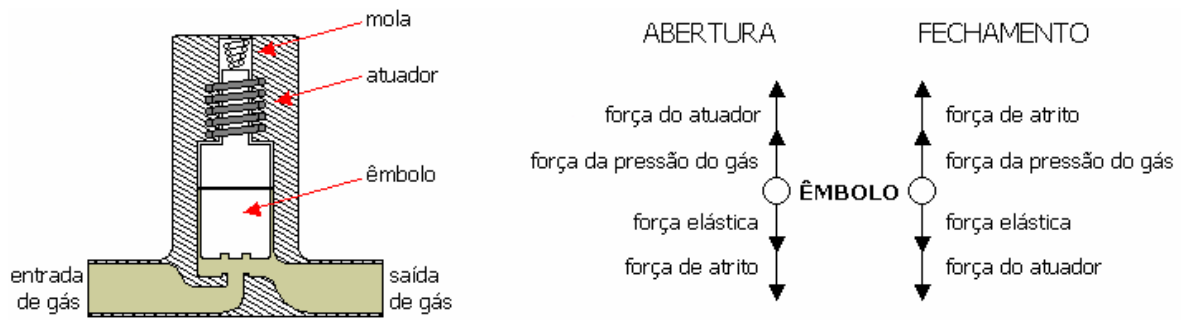 mola
atuador
êmbolo
entrada
de gás
saída
de gás
ABERTURA
força do atuador
força da pressão do gás
ÊMBOLO
força elástica
força de atrito
FECHAMENTO
força de atrito
força da pressão do gás
força elástica
força do atuador